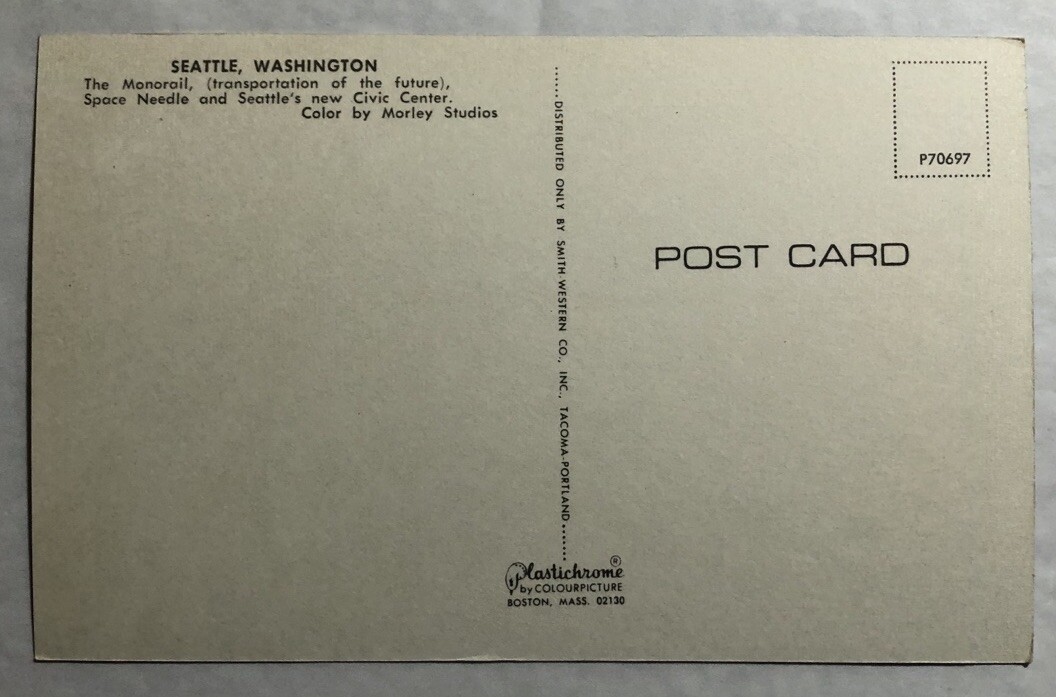 SEATTLE, WASHINGTON
The Monorail, (transportation of the future),
Space Needle and Seattle's new Civic Center.
Color by Morley Studios
DISTRIBUTED ONLY BY SMITH-WESTERN CO., INC., TACOMA-PORTLAND
P70697
POST CARD
Plastichrome®
by COLOURPICTURE
BOSTON, MASS. 02130